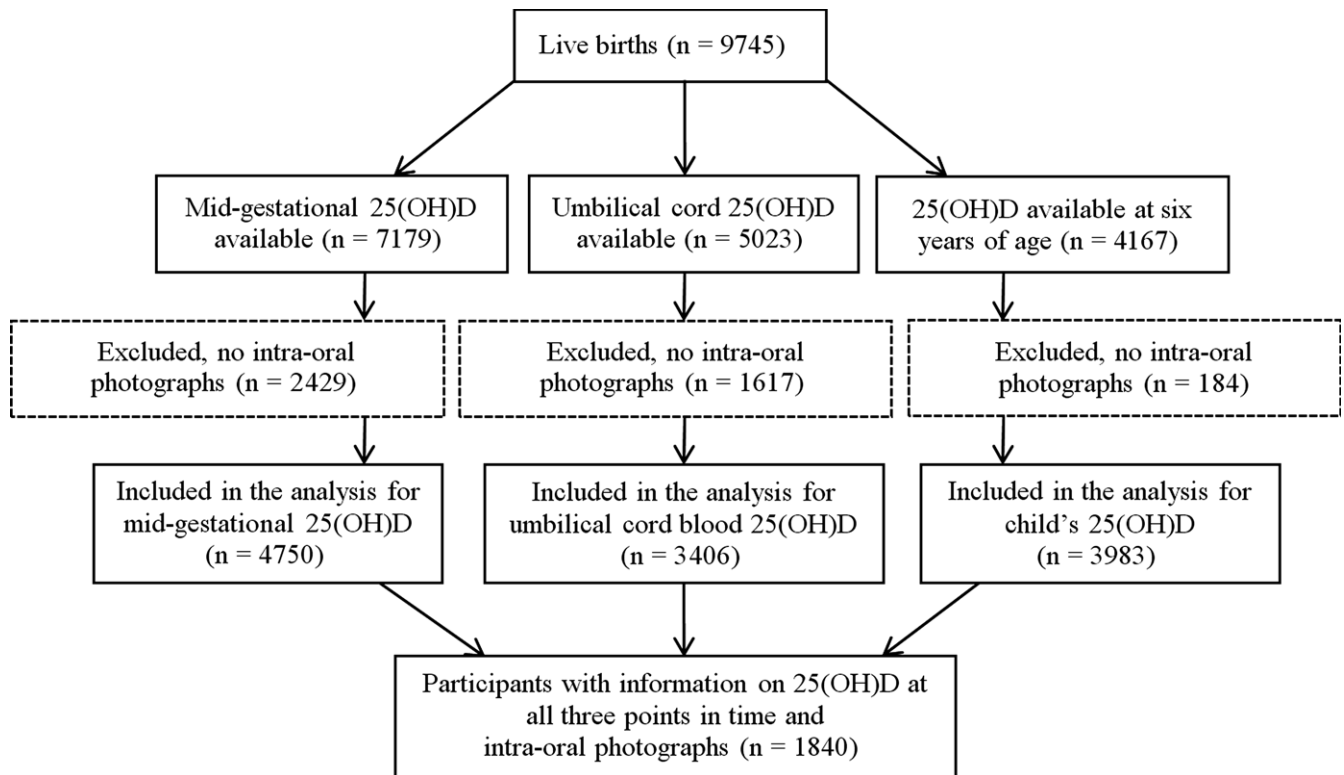 Live births (n = 9745)
Mid-gestational 25(OH)D
available (n = 7179)
Umbilical cord 25(OH)D
available (n = 5023)
25(OH)D available at six
years of age (n = 4167)
Excluded, no intra-oral
photographs (n = 2429)
Excluded, no intra-oral
photographs (n = 1617)
Excluded, no intra-oral
photographs (n = 184)
Included in the analysis for
mid-gestational 25(OH)D
(n = 4750)
Included in the analysis for
umbilical cord blood 25(OH)D
(n = 3406)
Included in the analysis for
child’s 25(OH)D
(n = 3983)
Participants with information on 25(OH)D at
all three points in time and
intra-oral photographs (n = 1840)